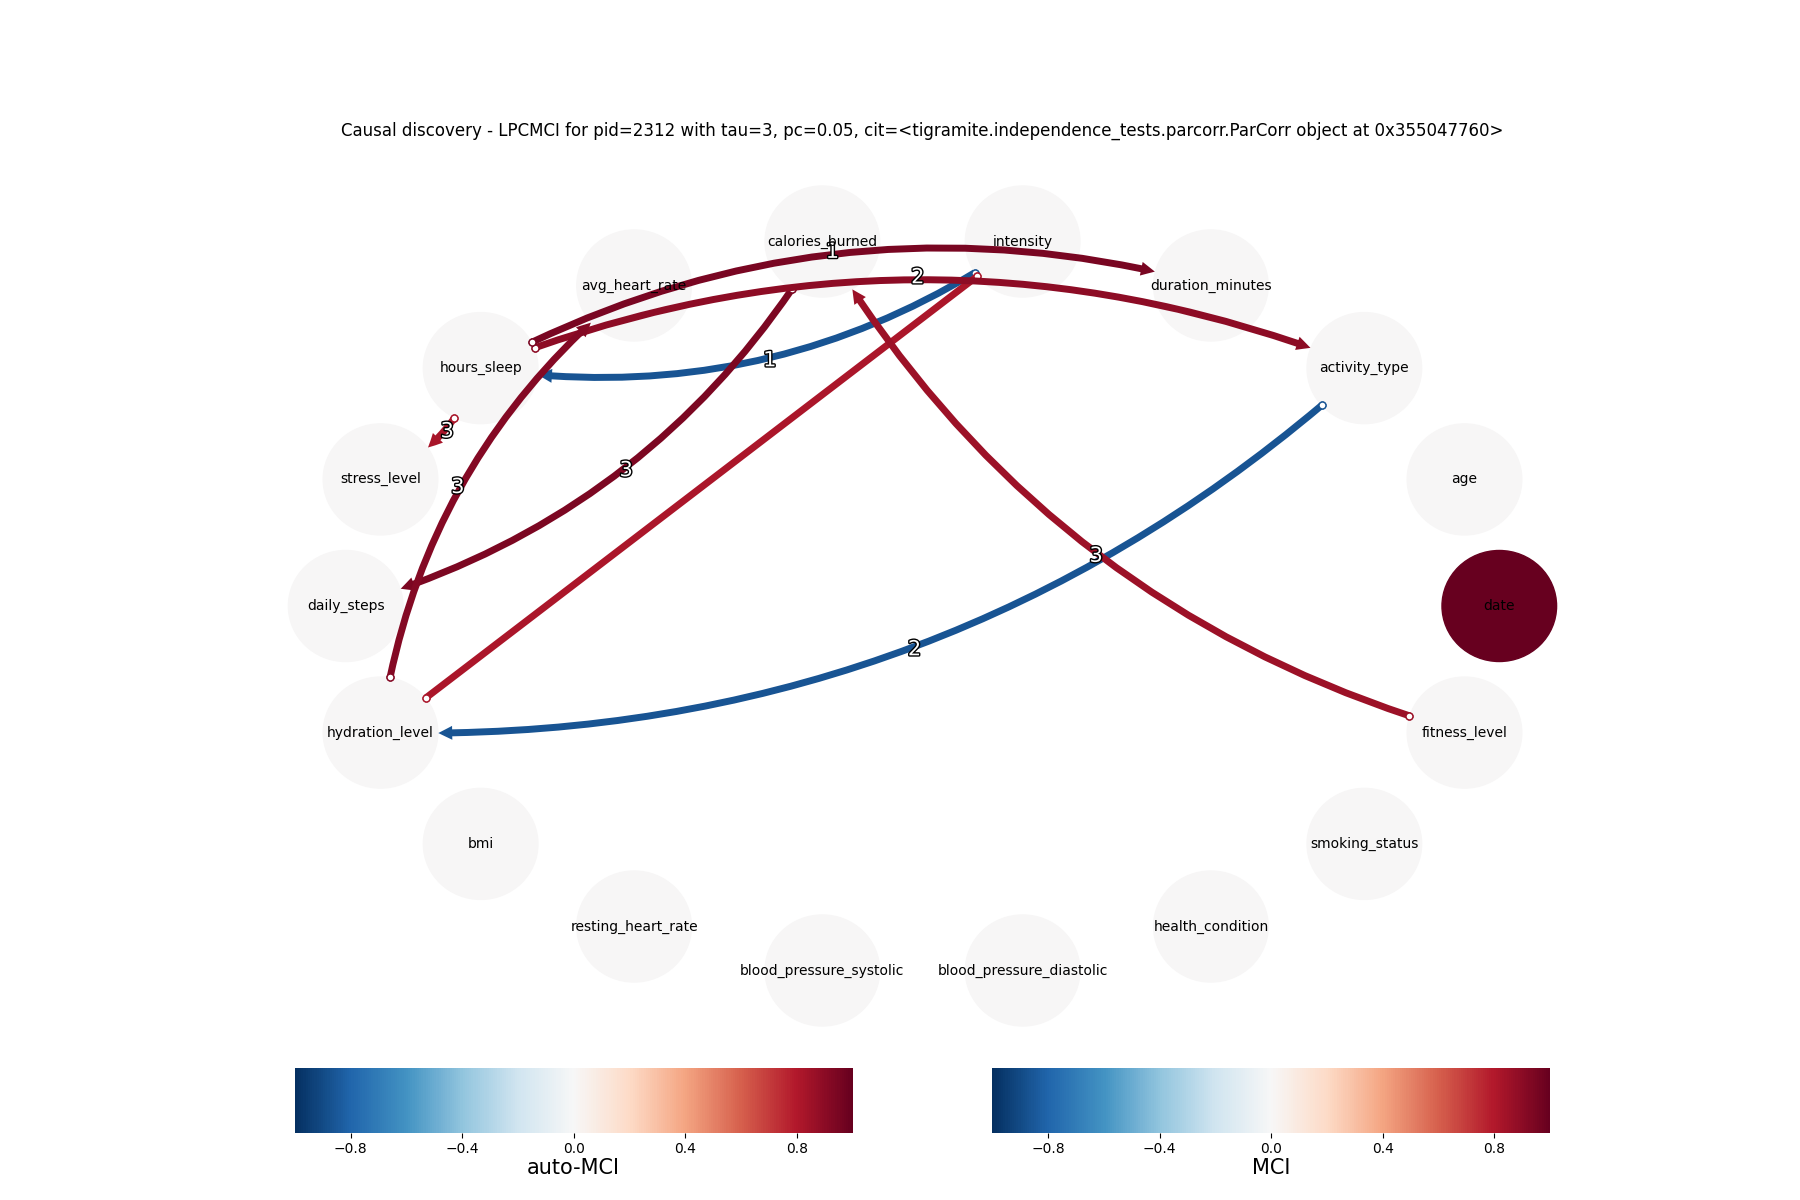 Causal discovery - LPCMCI for pid=2312 with tau=3, pc=0.05, cit=<tigramite.independence_tests.parcorr.ParCorr object at 0x355047760>
calories_burned
intensity
1
2
avg_heart_rate
duration_minutes
1
hours_sleep
activity_type
3
stress_level
3
3
age
3
daily_steps
date
2
hydration_level
fitness_level
bmi
smoking_status
resting_heart_rate
health_condition
blood_pressure_systolic
blood_pressure_diastolic
−0.8
−0.4
0.0
0.4
0.8
auto-MCI
−0.8
−0.4
0.0
0.4
0.8
MCI